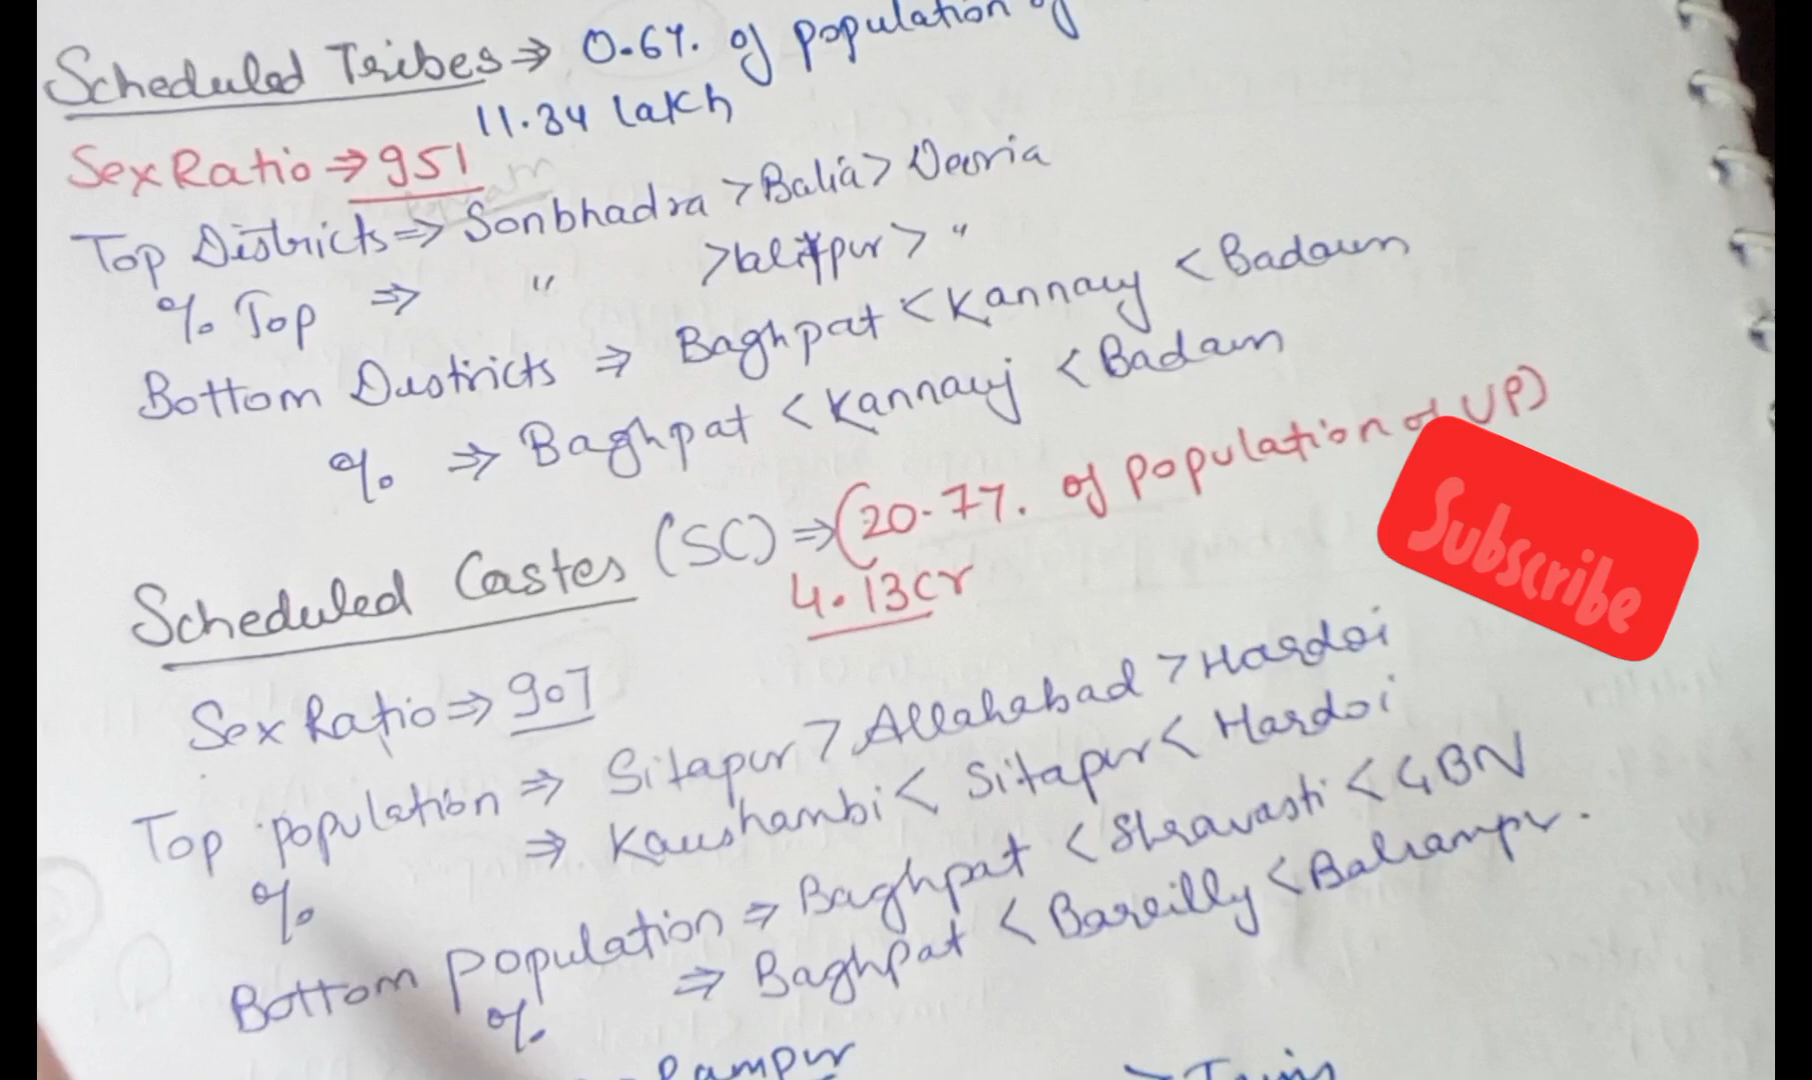 Scheduled Tribes ⇒ 0.6% of population of
11.34 lakh
Sex Ratio ⇒ 951
Top Districts ⇒ Sonbhadra > Balia > Deoria
% Top ⇒ " > lalitpur > "
Bottom Districts ⇒ Baghpat < Kannauj < Badaun
% ⇒ Baghpat < Kannauj < Badaun
Scheduled Castes (SC) ⇒ (20.7%. of population of UP)
4.13cr
Subscribe
Sex Ratio ⇒ 907
Top population ⇒ Sitapur > Allahabad > Hardoi
% ⇒ Kaushambi < Sitapur < Hardoi
Bottom population ⇒ Baghpat < Shravasti < GBN
% ⇒ Baghpat < Bareilly < Balrampur.
Rampur